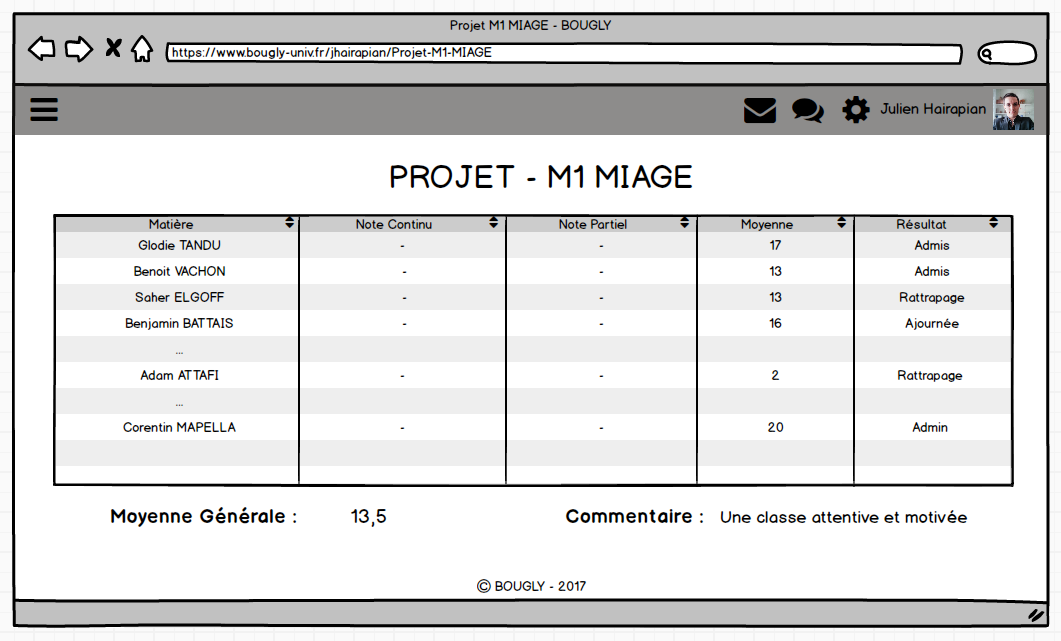 Projet M1 MIAGE - BOUGLY
https://www.bougly-univ.fr/jhairapian/Projet-M1-MIAGE
Julien Hairapian
PROJET - M1 MIAGE
Matière Note Continu Note Partiel Moyenne Résultat
Glodie TANDU - - 17 Admis
Benoit VACHON - - 13 Admis
Saher ELGOFF - - 13 Rattrapage
Benjamin BATTAIS - - 16 Ajournée
...
Adam ATTAFI - - 2 Rattrapage
...
Corentin MAPELLA - - 20 Admin
Moyenne Générale : 13,5 Commentaire : Une classe attentive et motivée
© BOUGLY - 2017